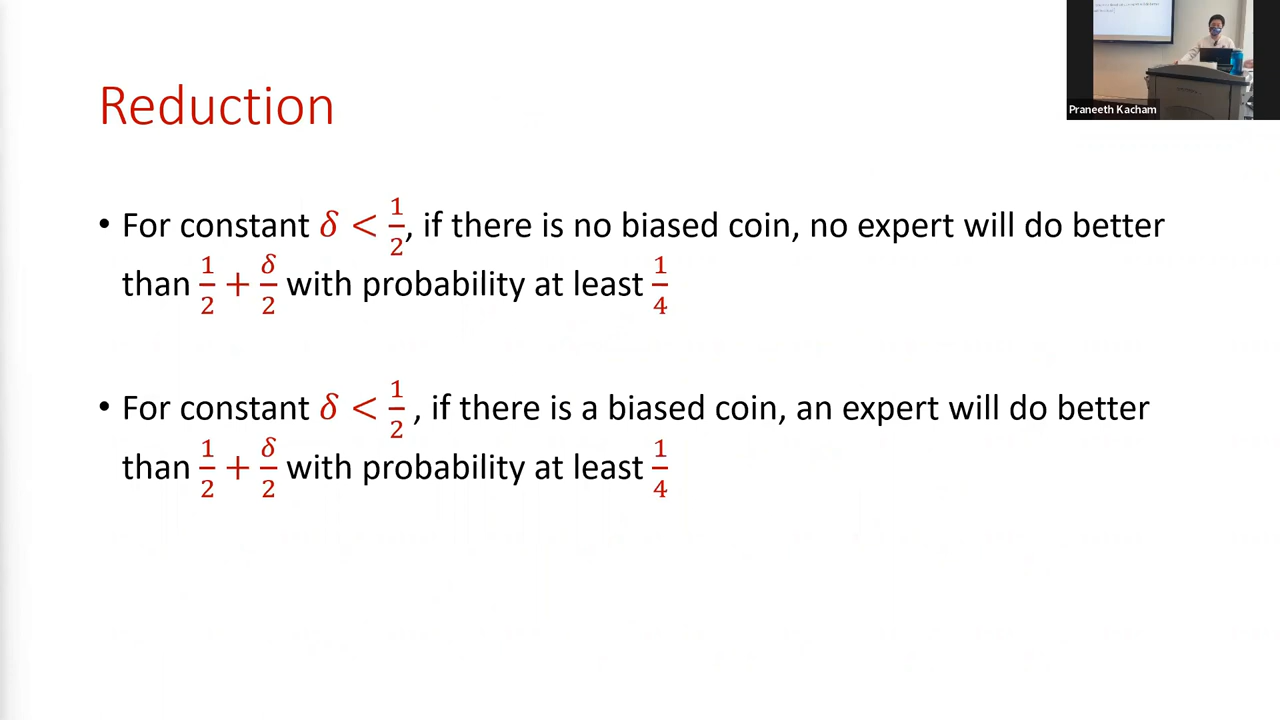 Reduction
• For constant δ < 1/2, if there is no biased coin, no expert will do better
than 1/2 + δ/2 with probability at least 1/4
• For constant δ < 1/2 , if there is a biased coin, an expert will do better
than 1/2 + δ/2 with probability at least 1/4
Praneeth Kacham